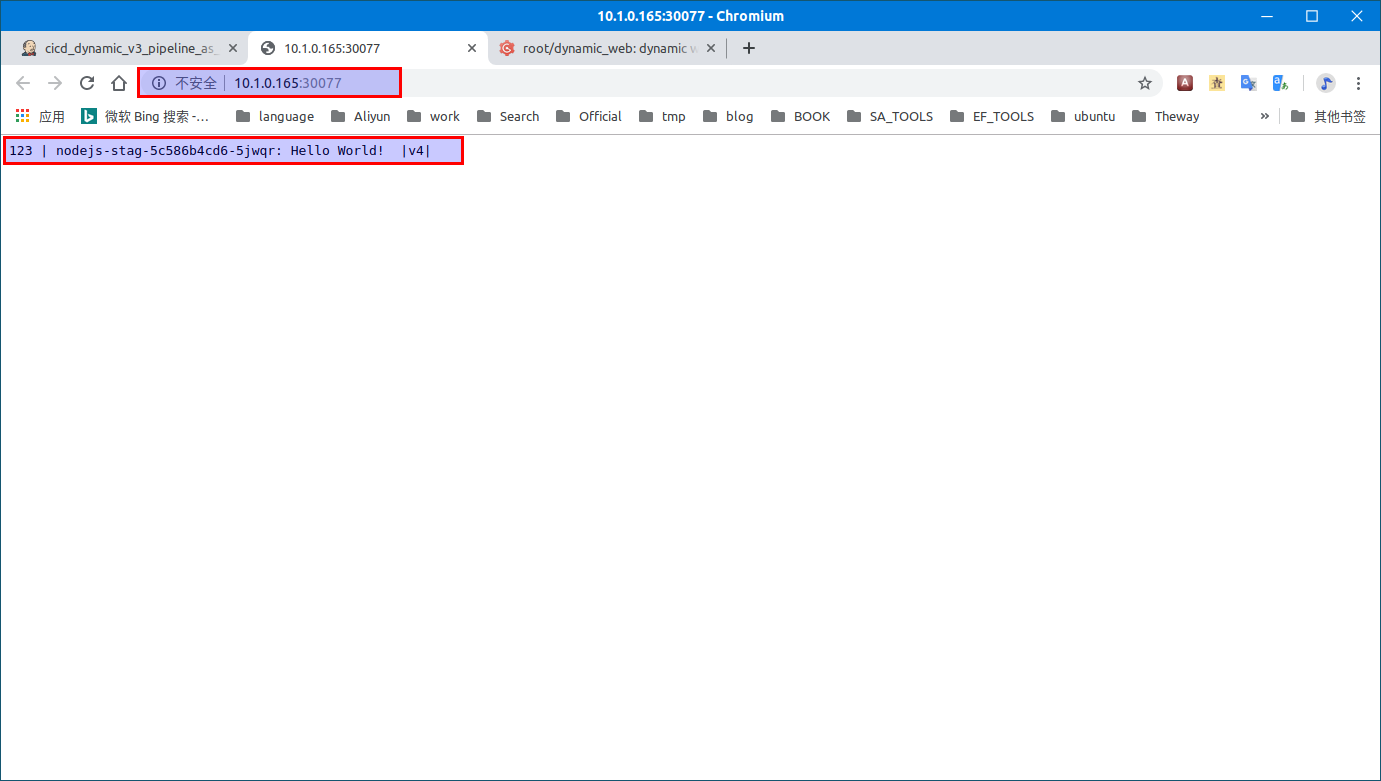 10.1.0.165:30077 - Chromium
cicd_dynamic_v3_pipeline_as_ 10.1.0.165:30077 root/dynamic_web: dynamic w
不安全 10.1.0.165:30077
应用 微软 Bing 搜索 -... language Aliyun work Search Official tmp blog BOOK SA_TOOLS EF_TOOLS ubuntu Theway » 其他书签
123 | nodejs-stag-5c586b4cd6-5jwqr: Hello World!  |v4|